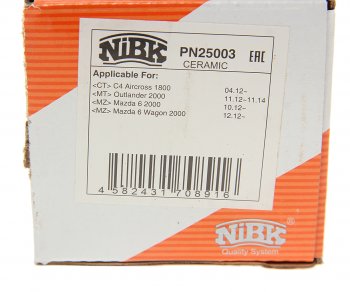 NiBK PN25003 EAC
CERAMIC
Applicable For:
<CT> C4 Aircross 1800 04.12~
<MT> Outlander 2000 11.12~11.14
<MZ> Mazda 6 2000 10.12~
<MZ> Mazda 6 Wagon 2000 12.12~
4 582431 708916
NiBK ®
Quality System